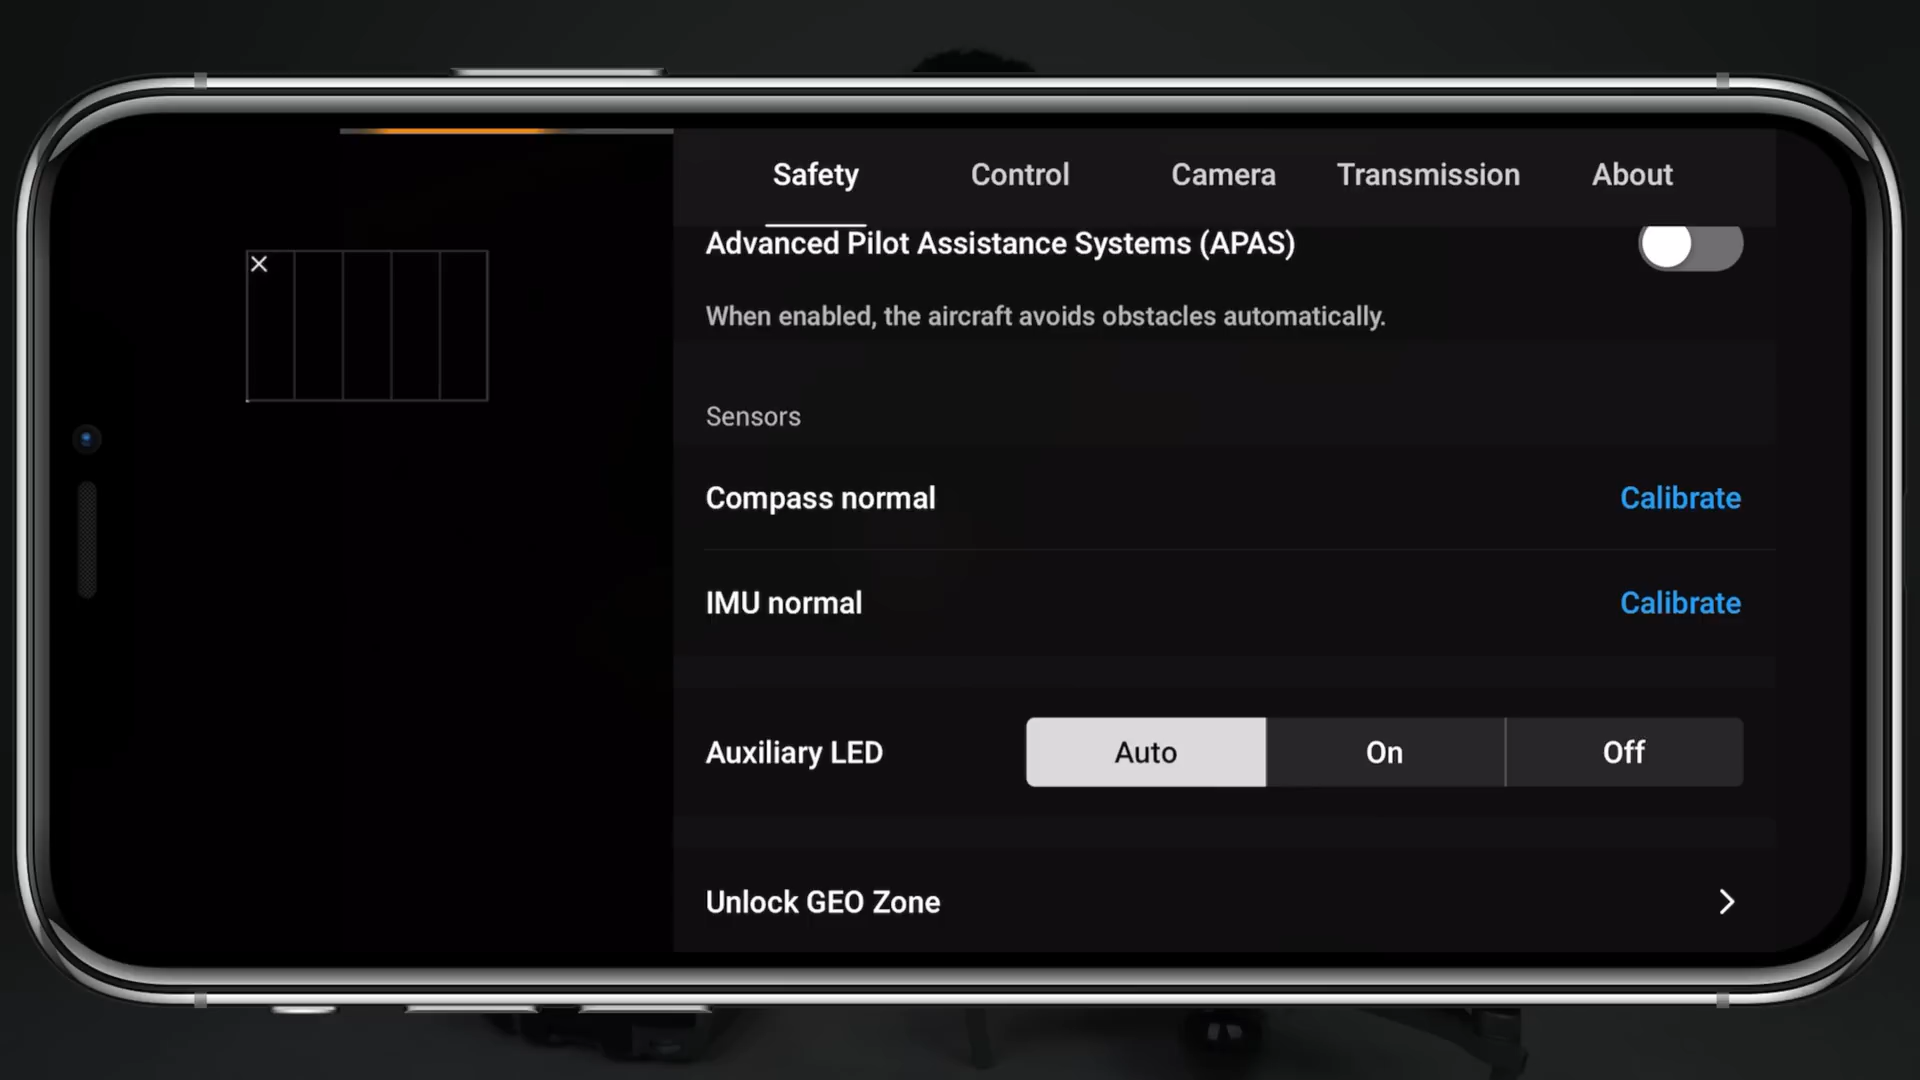 Safety Control Camera Transmission About
Advanced Pilot Assistance Systems (APAS)
When enabled, the aircraft avoids obstacles automatically.
Sensors
Compass normal Calibrate
IMU normal Calibrate
Auxiliary LED Auto On Off
Unlock GEO Zone